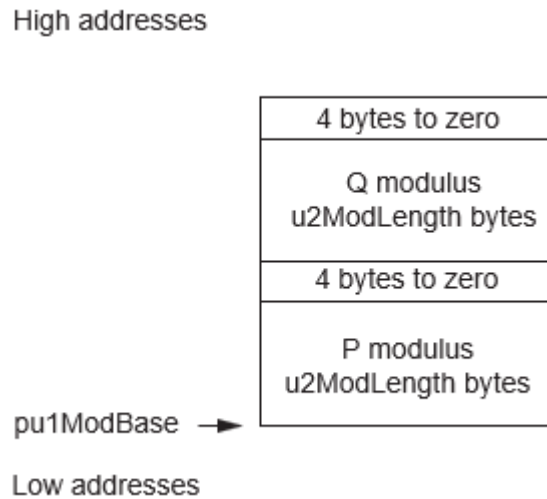 High addresses
4 bytes to zero
Q modulus
u2ModLength bytes
4 bytes to zero
P modulus
u2ModLength bytes
pu1ModBase
Low addresses